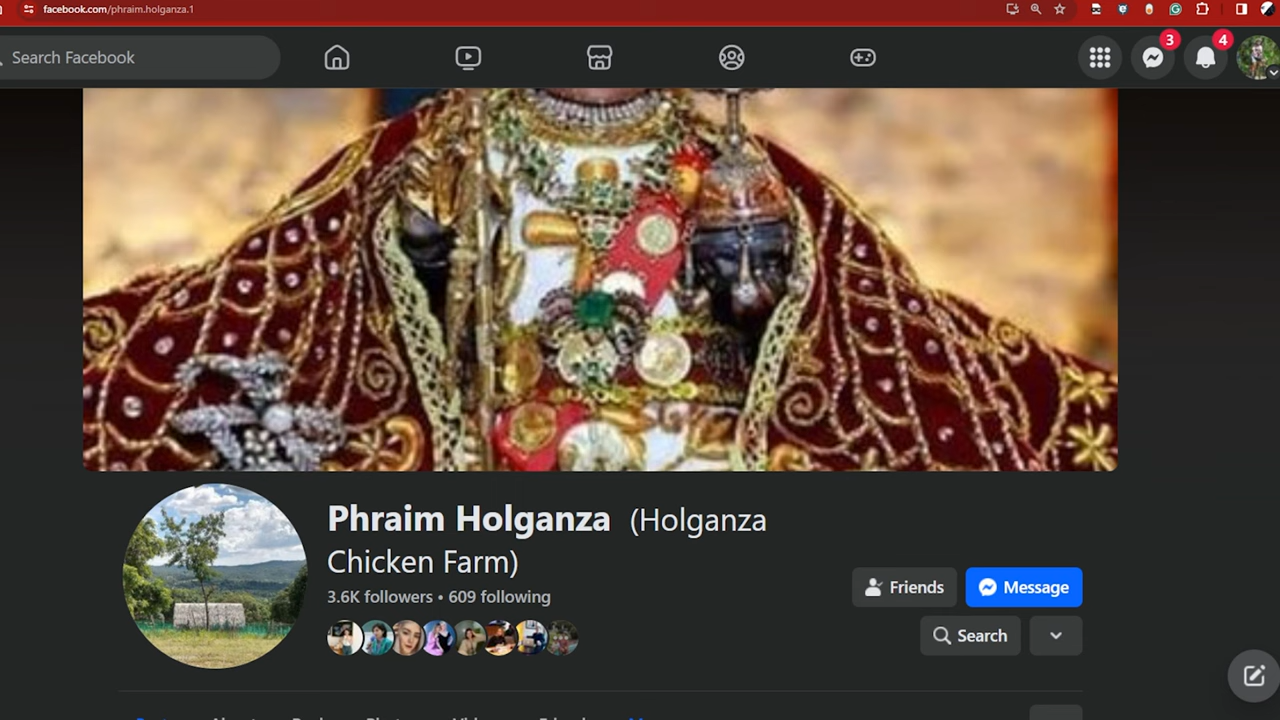 facebook.com/phraim.holganza.1
Search Facebook
3
4
Phraim Holganza (Holganza
Chicken Farm)
3.6K followers • 609 following
Friends
Message
Search